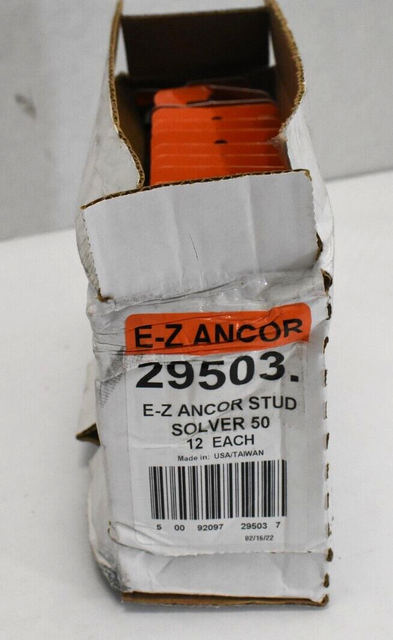 E-Z ANCOR
29503.
E-Z ANCOR STUD
SOLVER 50
12 EACH
Made in: USA/TAIWAN
5 00 92097 29503 7
02/16/22